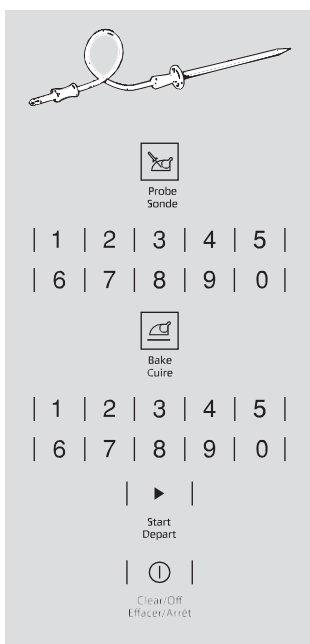 Probe
Sonde
| 1 | 2 | 3 | 4 | 5 |
| 6 | 7 | 8 | 9 | 0 |
Bake
Cuire
| 1 | 2 | 3 | 4 | 5 |
| 6 | 7 | 8 | 9 | 0 |
Start
Depart
Clear/Off
Effacer/Arrêt